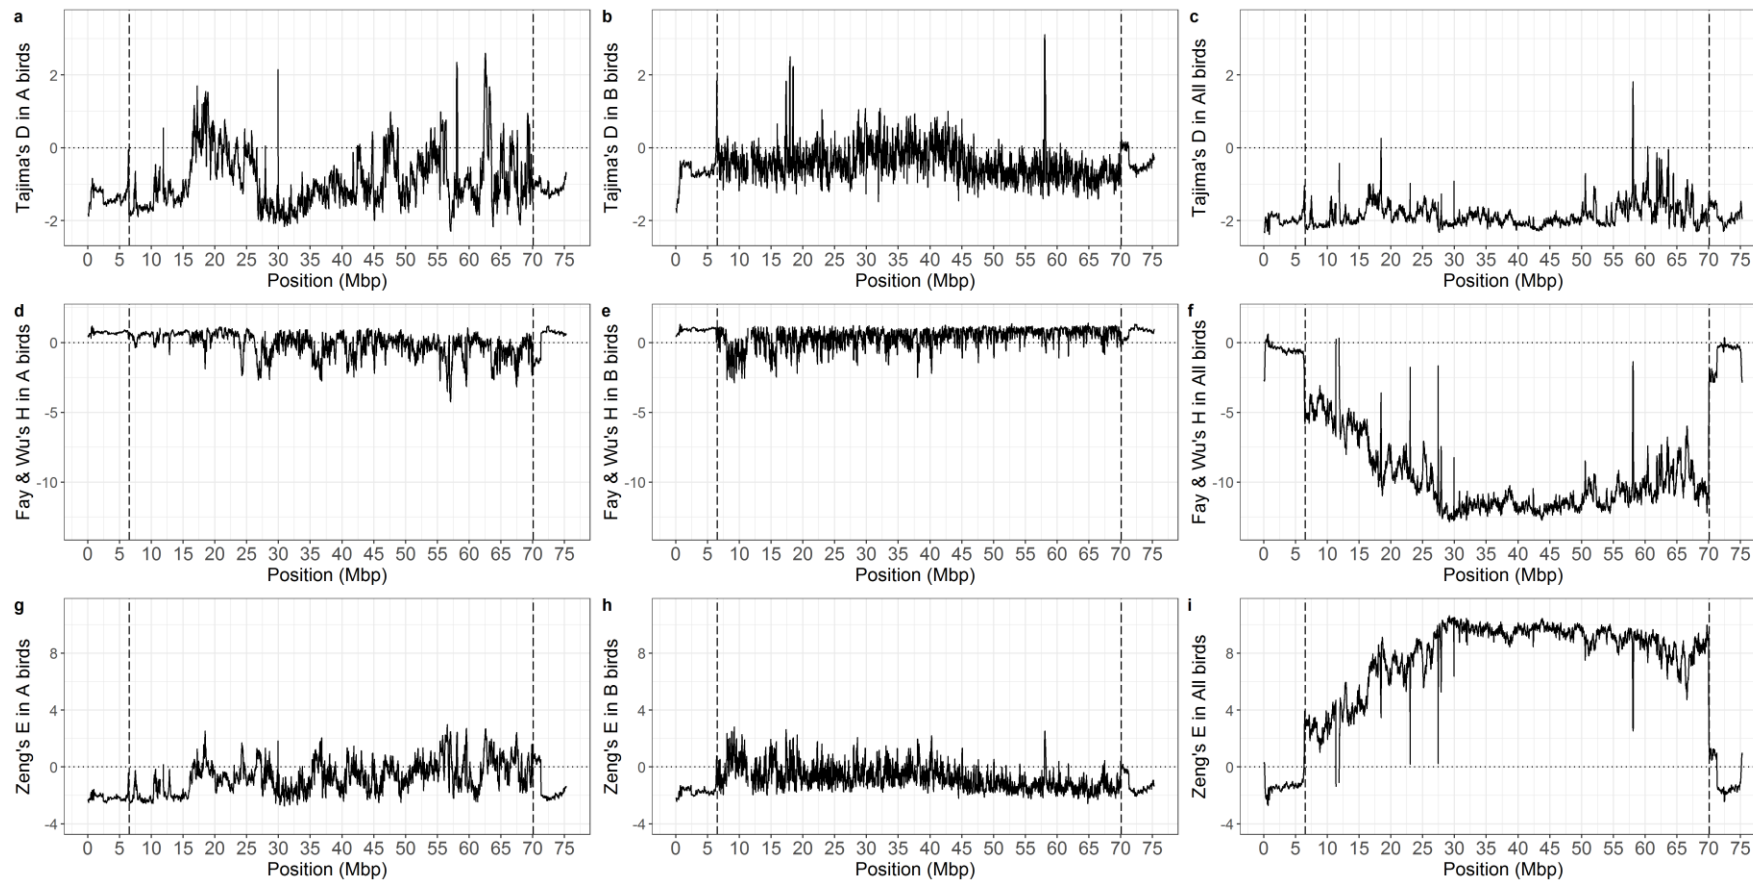 a
Tajima's D in A birds
2
0
-2
0 5 10 15 20 25 30 35 40 45 50 55 60 65 70 75
Position (Mbp)
b
Tajima's D in B birds
2
0
-2
0 5 10 15 20 25 30 35 40 45 50 55 60 65 70 75
Position (Mbp)
c
Tajima's D in All birds
2
0
-2
0 5 10 15 20 25 30 35 40 45 50 55 60 65 70 75
Position (Mbp)
d
Fay & Wu's H in A birds
0
-5
-10
0 5 10 15 20 25 30 35 40 45 50 55 60 65 70 75
Position (Mbp)
e
Fay & Wu's H in B birds
0
-5
-10
0 5 10 15 20 25 30 35 40 45 50 55 60 65 70 75
Position (Mbp)
f
Fay & Wu's H in All birds
0
-5
-10
0 5 10 15 20 25 30 35 40 45 50 55 60 65 70 75
Position (Mbp)
g
Zeng's E in A birds
8
4
0
-4
0 5 10 15 20 25 30 35 40 45 50 55 60 65 70 75
Position (Mbp)
h
Zeng's E in B birds
8
4
0
-4
0 5 10 15 20 25 30 35 40 45 50 55 60 65 70 75
Position (Mbp)
i
Zeng's E in All birds
8
4
0
-4
0 5 10 15 20 25 30 35 40 45 50 55 60 65 70 75
Position (Mbp)